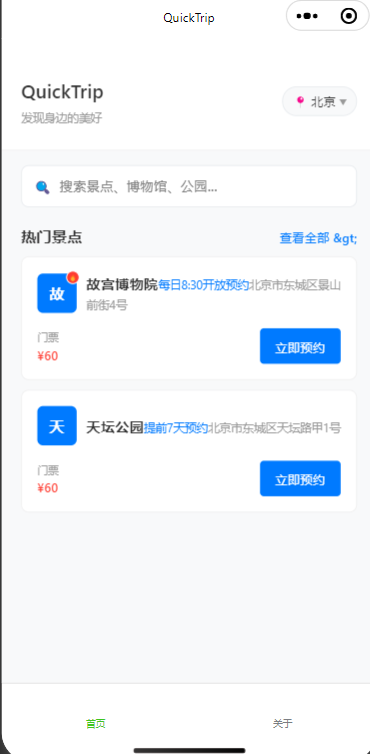 QuickTrip
QuickTrip
发现身边的美好
北京
搜索景点、博物馆、公园...
热门景点
查看全部 &gt;
故
故宫博物院每日8:30开放预约北京市东城区景山
前街4号
门票
¥60
立即预约
天
天坛公园提前7天预约北京市东城区天坛路甲1号
门票
¥60
立即预约
首页
关于